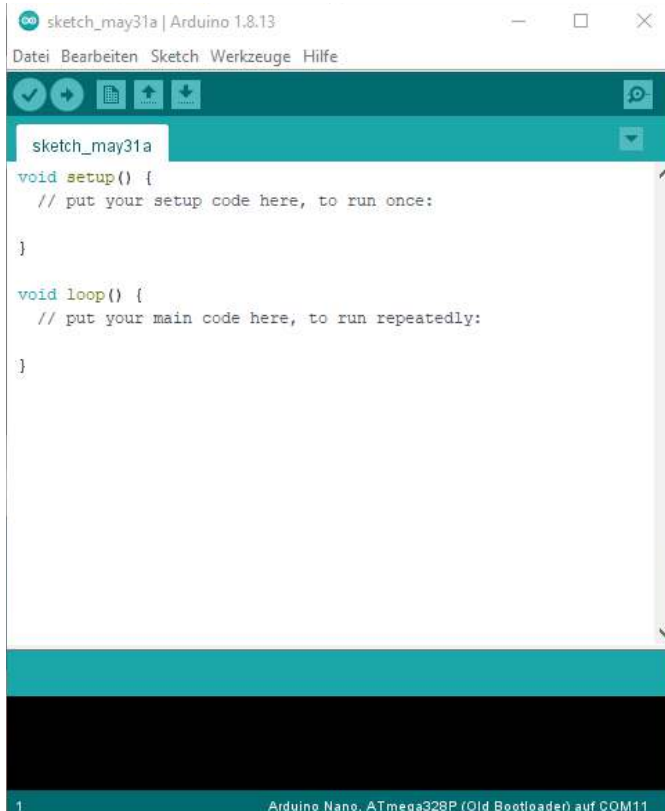 sketch_may31a | Arduino 1.8.13
Datei Bearbeiten Sketch Werkzeuge Hilfe
sketch_may31a
void setup() {
  // put your setup code here, to run once:
}
void loop() {
  // put your main code here, to run repeatedly:
}
1 Arduino Nano, ATmega328P (Old Bootloader) auf COM11